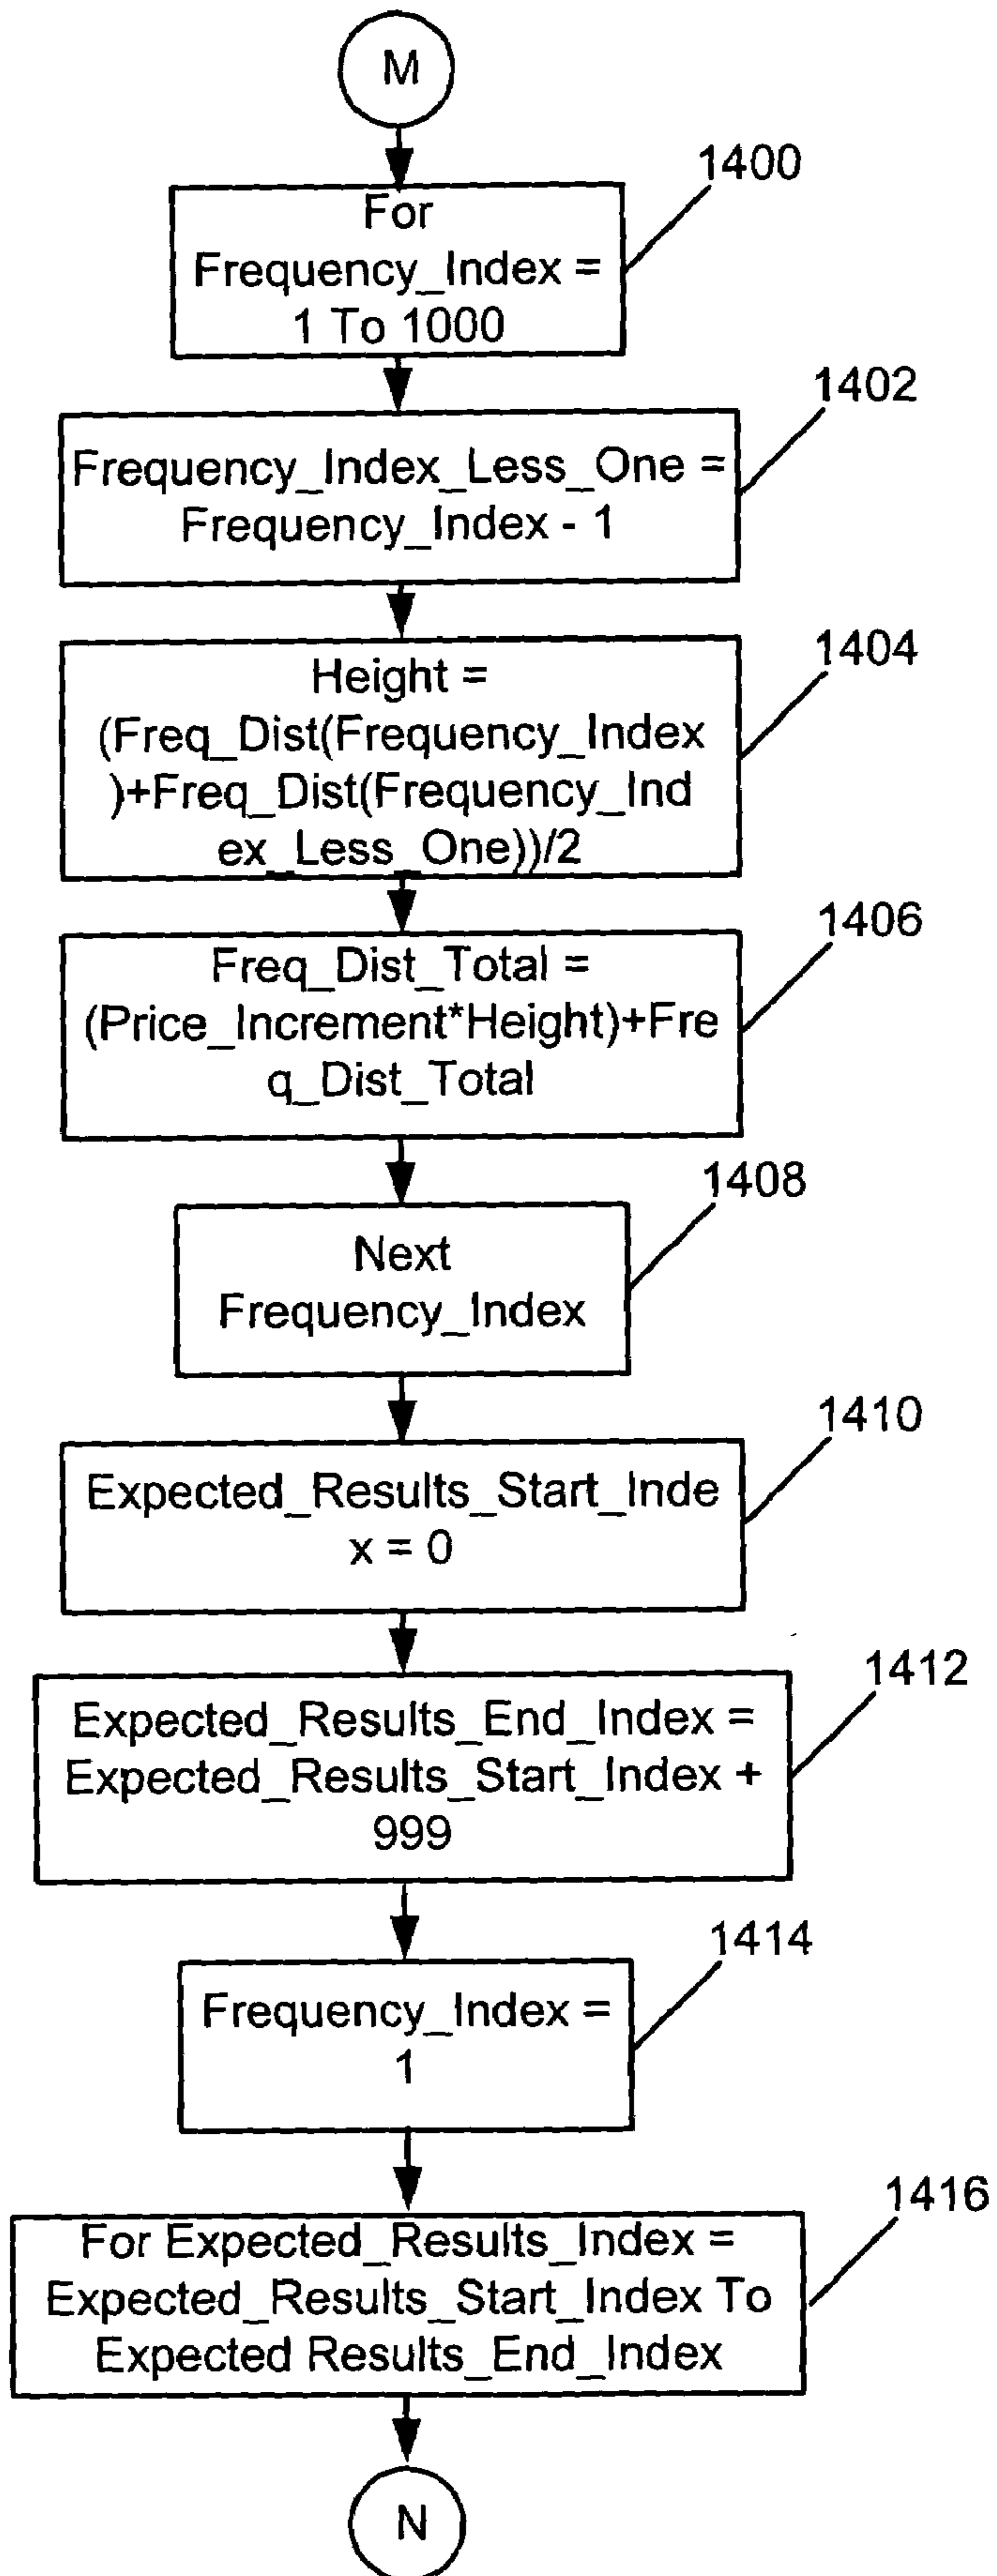 M
1400
For
Frequency_Index =
1 To 1000
1402
Frequency_Index_Less_One =
Frequency_Index - 1
1404
Height =
(Freq_Dist(Frequency_Index
)+Freq_Dist(Frequency_Ind
ex_Less_One))/2
1406
Freq_Dist_Total =
(Price_Increment*Height)+Fre
q_Dist_Total
1408
Next
Frequency_Index
1410
Expected_Results_Start_Inde
x = 0
1412
Expected_Results_End_Index =
Expected_Results_Start_Index +
999
1414
Frequency_Index =
1
1416
For Expected_Results_Index =
Expected_Results_Start_Index To
Expected Results_End_Index
N